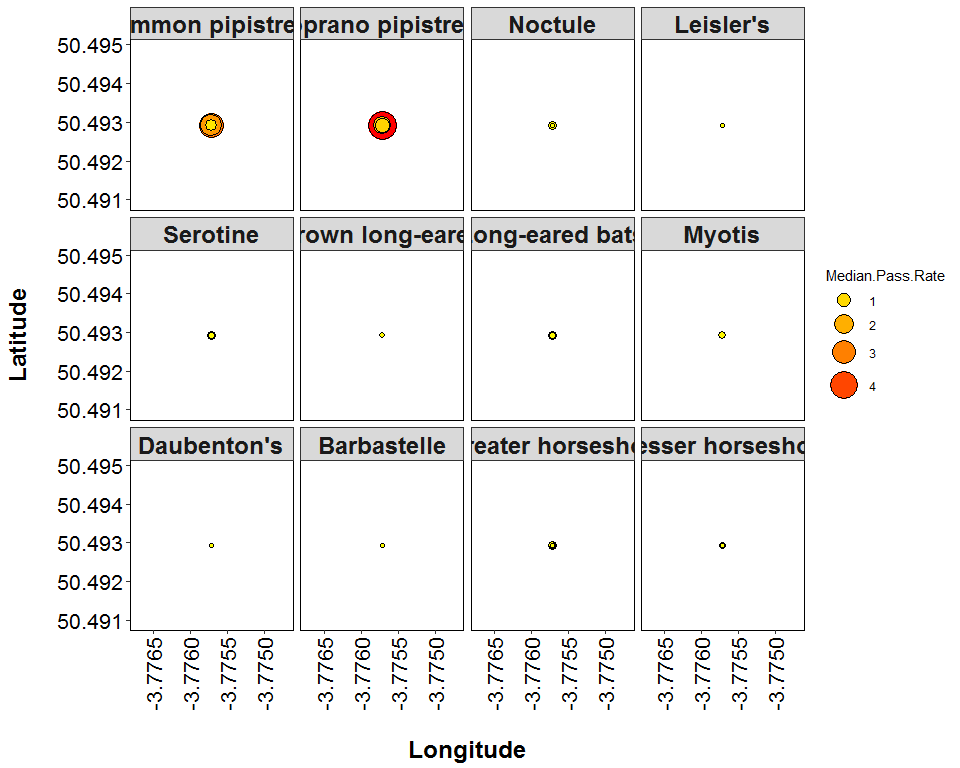 mmon pipistre
oprano pipistre
Noctule
Leisler's
50.495
50.494
50.493
50.492
50.491
Serotine
rown long-eare
Long-eared bats
Myotis
50.495
50.494
50.493
50.492
50.491
Daubenton's
Barbastelle
reater horsesho
esser horsesho
50.495
50.494
50.493
50.492
50.491
-3.7765
-3.7760
-3.7755
-3.7750
-3.7765
-3.7760
-3.7755
-3.7750
-3.7765
-3.7760
-3.7755
-3.7750
-3.7765
-3.7760
-3.7755
-3.7750
Latitude
Longitude
Median.Pass.Rate
1
2
3
4